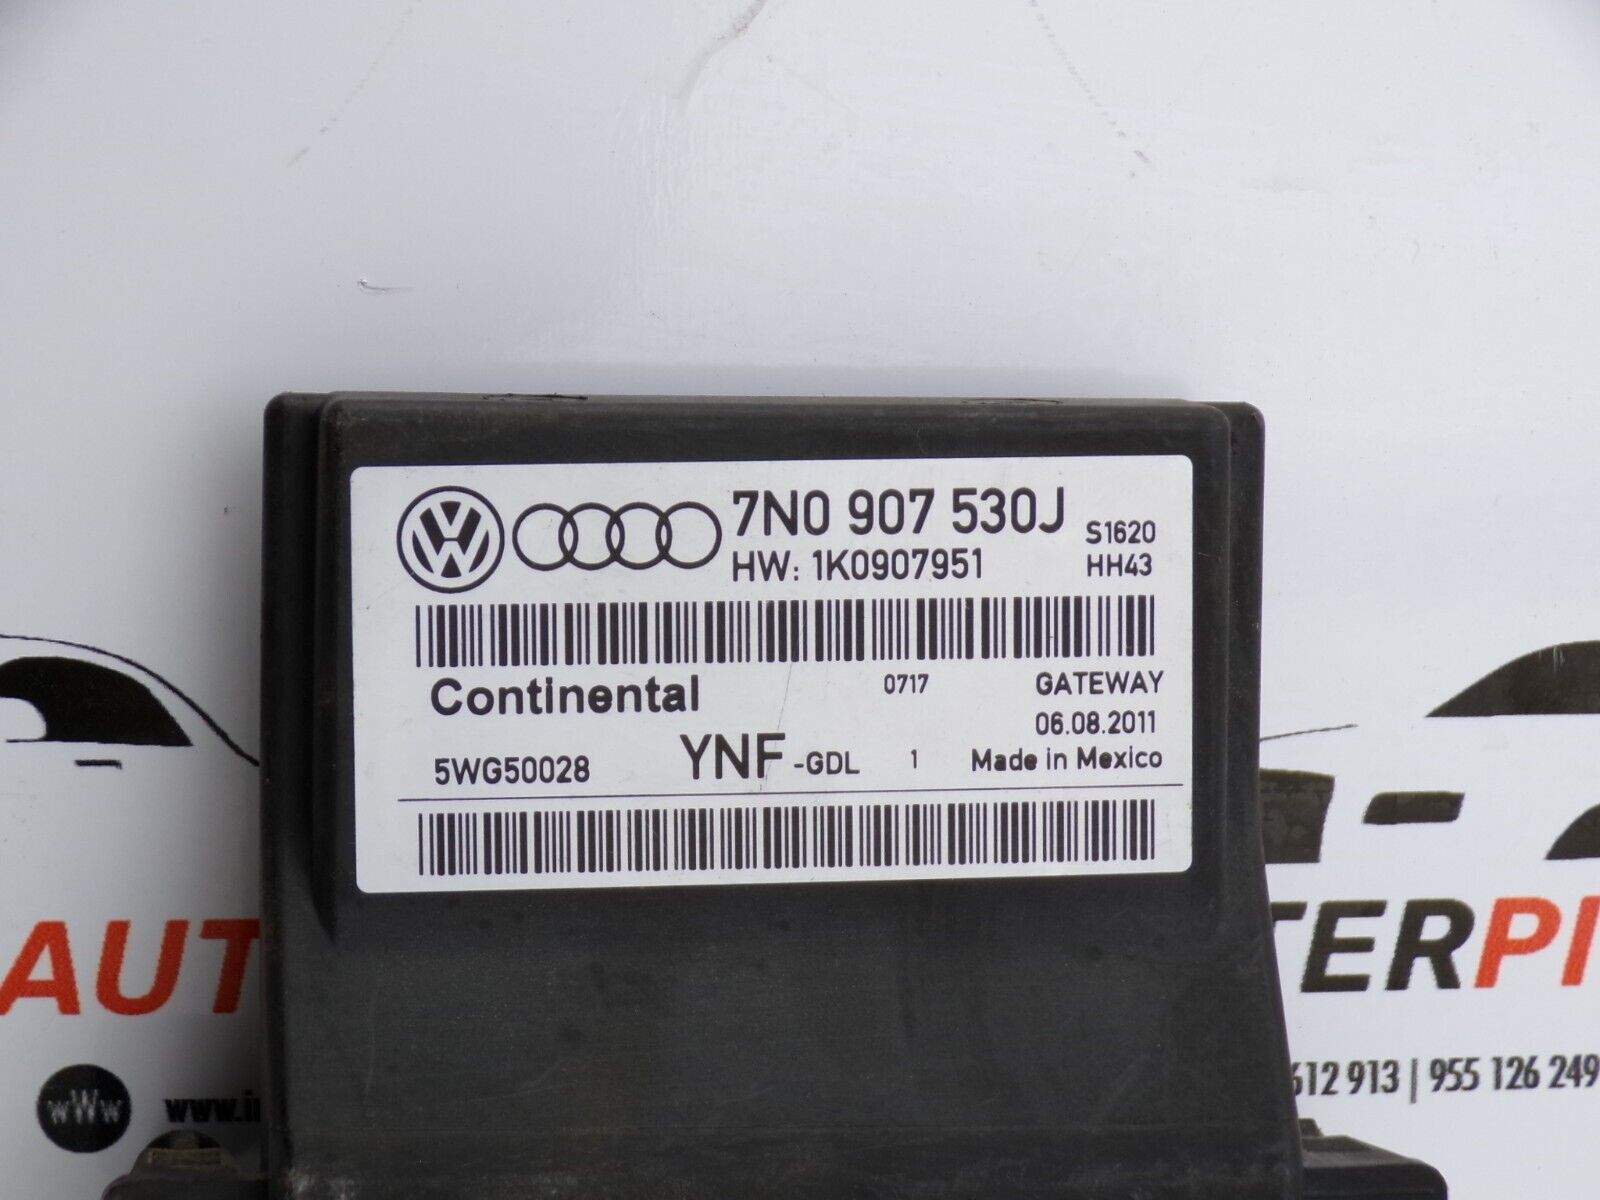 7N0 907 530J
HW: 1K0907951
S1620
HH43
Continental
0717
GATEWAY
06.08.2011
5WG50028
YNF -GDL 1
Made in Mexico
AUT
TERPI
612 913 | 955 126 249
wWw
www.i